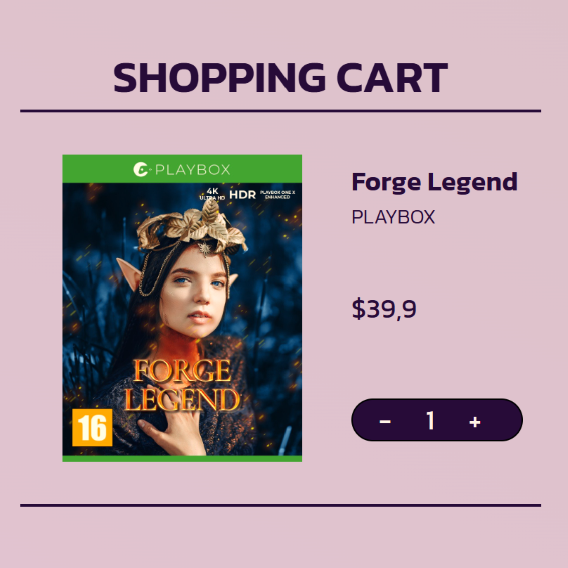 SHOPPING CART
PLAYBOX
4K
ULTRA HD
HDR
PLAYBOX ONE X
ENHANCED
FORGE
LEGEND
16
Forge Legend
PLAYBOX
$39,9
- 1 +